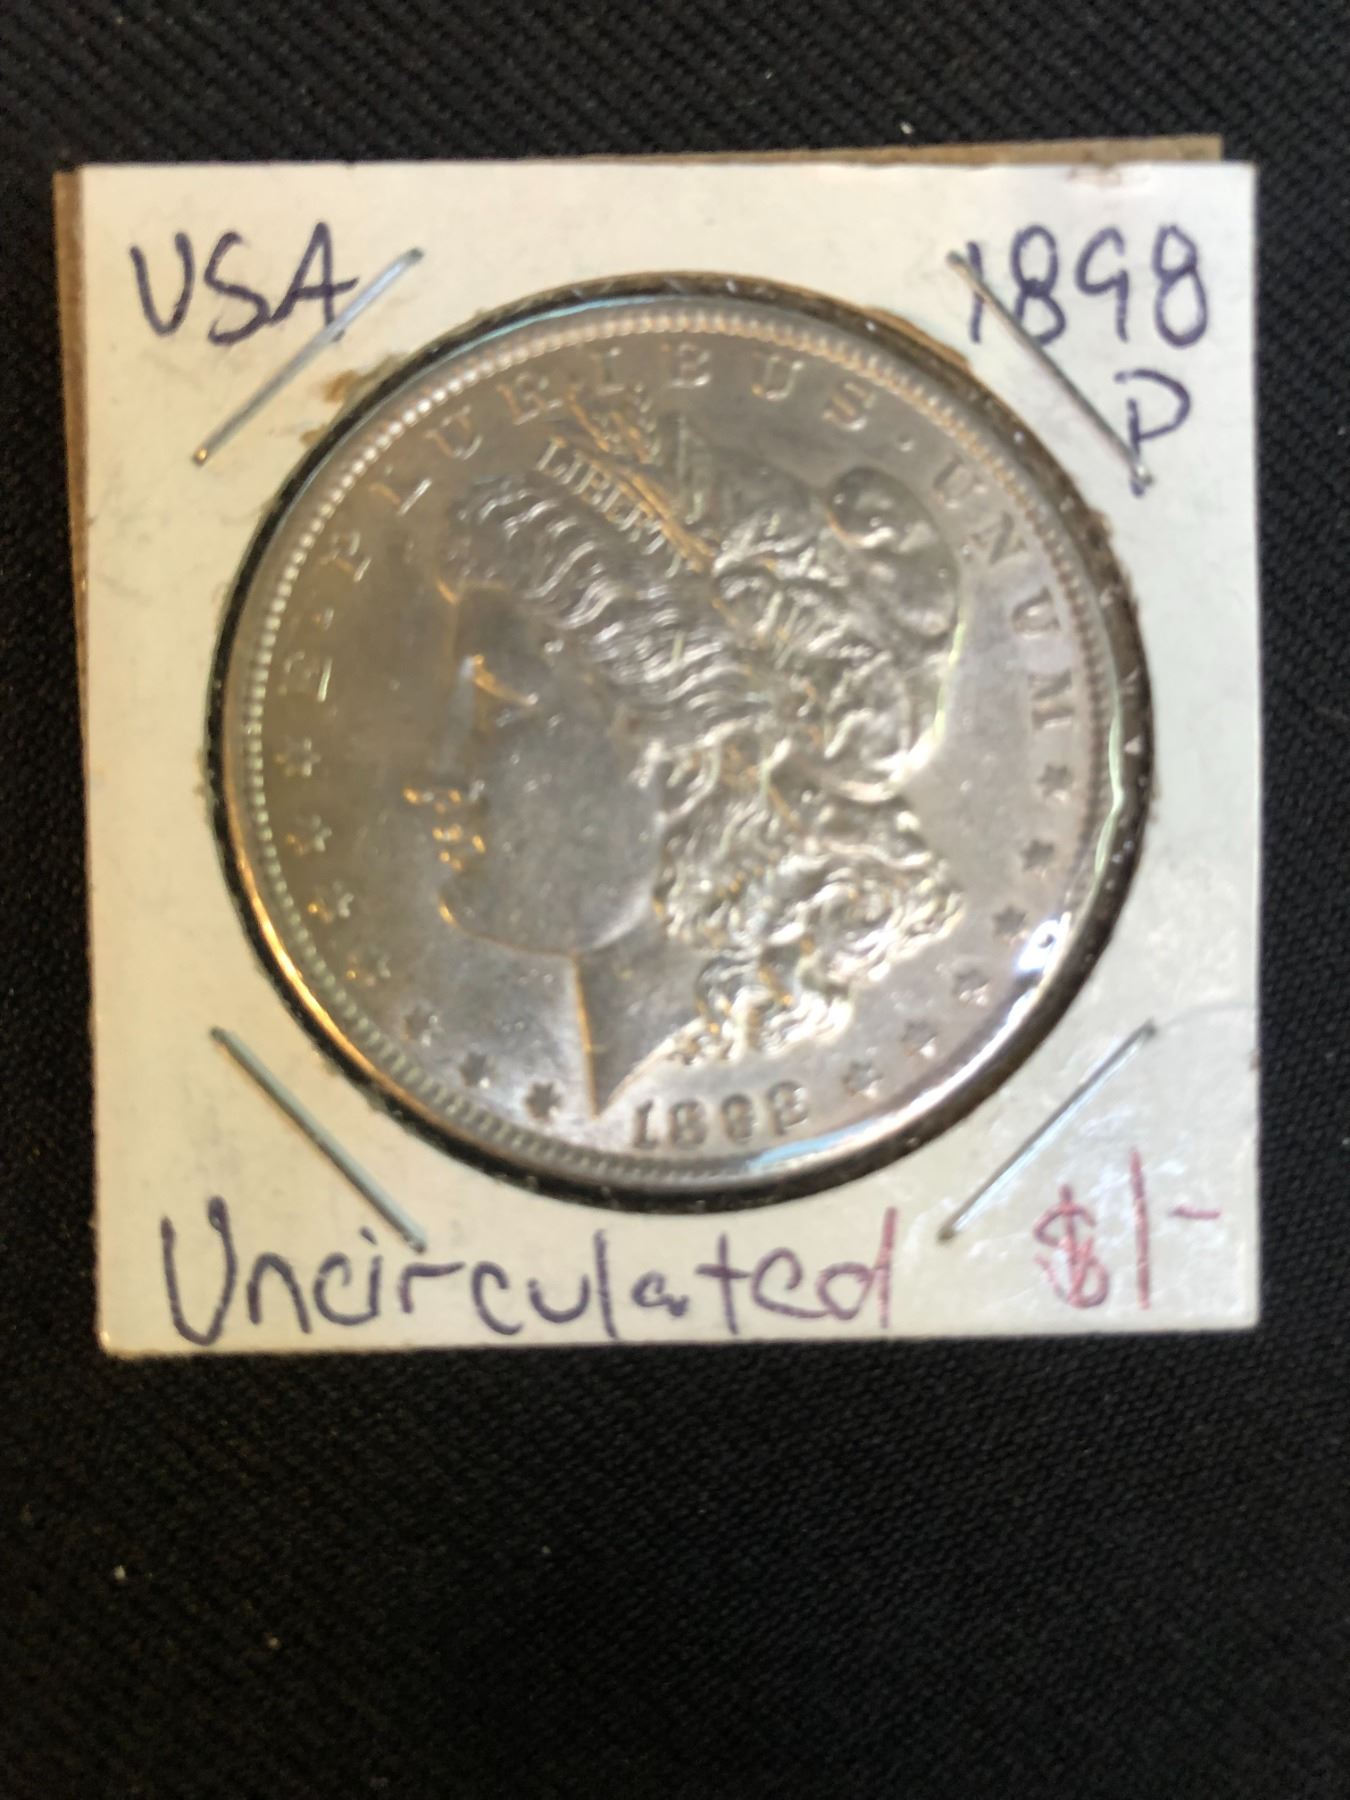 USA
1898
P
E·PLURIBUS·UNUM
LIBERTY
1898
Uncirculated $1-